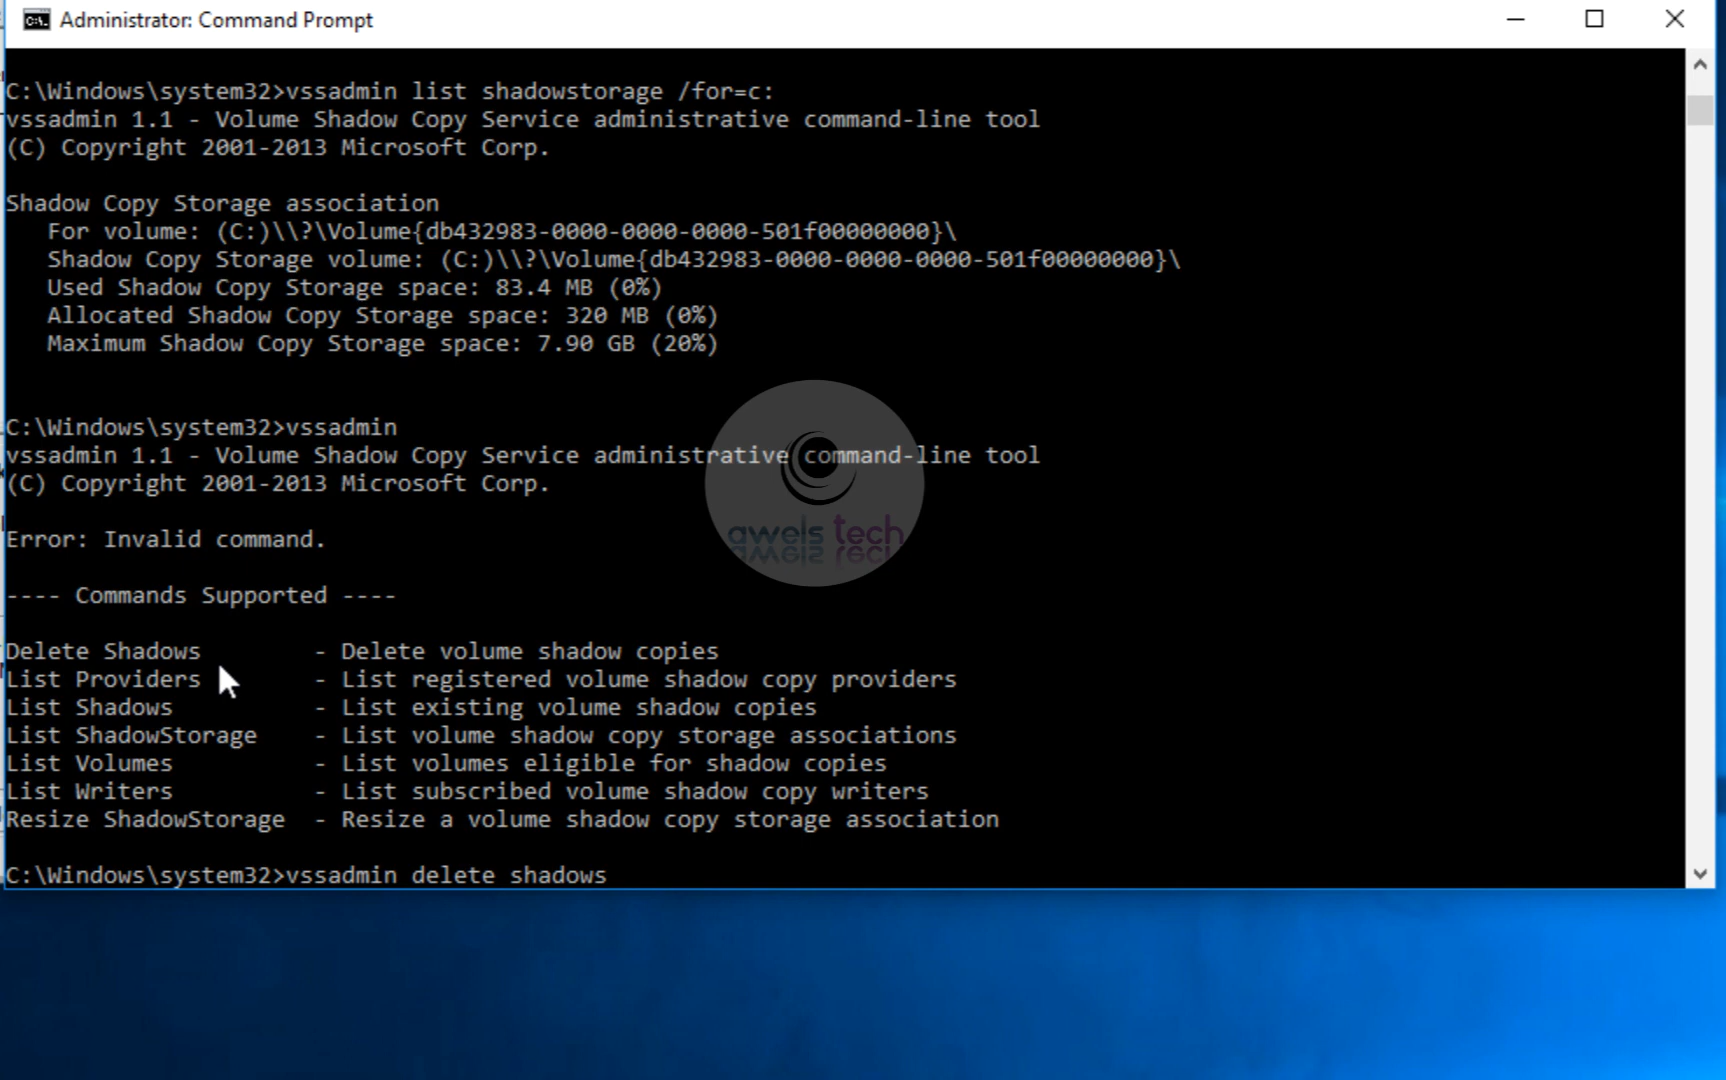 Administrator: Command Prompt
C:\Windows\system32>vssadmin list shadowstorage /for=c:
vssadmin 1.1 - Volume Shadow Copy Service administrative command-line tool
(C) Copyright 2001-2013 Microsoft Corp.
Shadow Copy Storage association
For volume: (C:)\\?\Volume{db432983-0000-0000-0000-501f00000000}\
Shadow Copy Storage volume: (C:)\\?\Volume{db432983-0000-0000-0000-501f00000000}\
Used Shadow Copy Storage space: 83.4 MB (0%)
Allocated Shadow Copy Storage space: 320 MB (0%)
Maximum Shadow Copy Storage space: 7.90 GB (20%)
C:\Windows\system32>vssadmin
vssadmin 1.1 - Volume Shadow Copy Service administrative command-line tool
(C) Copyright 2001-2013 Microsoft Corp.
awels tech
Error: Invalid command.
---- Commands Supported ----
Delete Shadows - Delete volume shadow copies
List Providers - List registered volume shadow copy providers
List Shadows - List existing volume shadow copies
List ShadowStorage - List volume shadow copy storage associations
List Volumes - List volumes eligible for shadow copies
List Writers - List subscribed volume shadow copy writers
Resize ShadowStorage - Resize a volume shadow copy storage association
C:\Windows\system32>vssadmin delete shadows